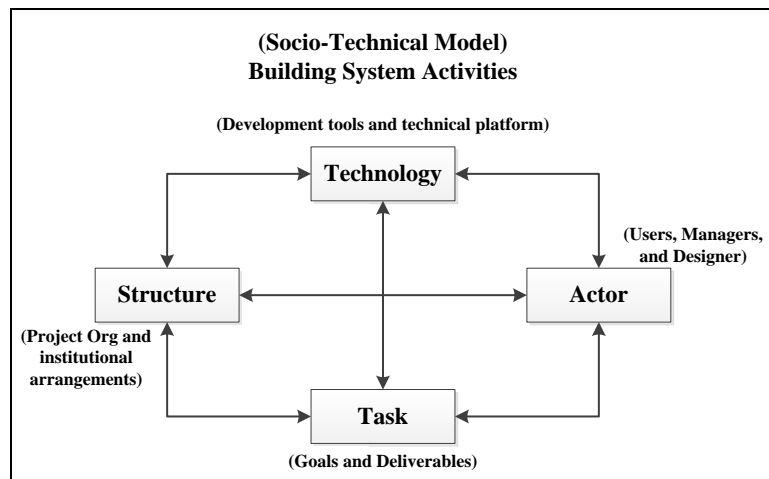 (Socio-Technical Model)
Building System Activities
(Development tools and technical platform)
Technology
(Users, Managers,
and Designer)
Structure
Actor
(Project Org and
institutional
arrangements)
Task
(Goals and Deliverables)